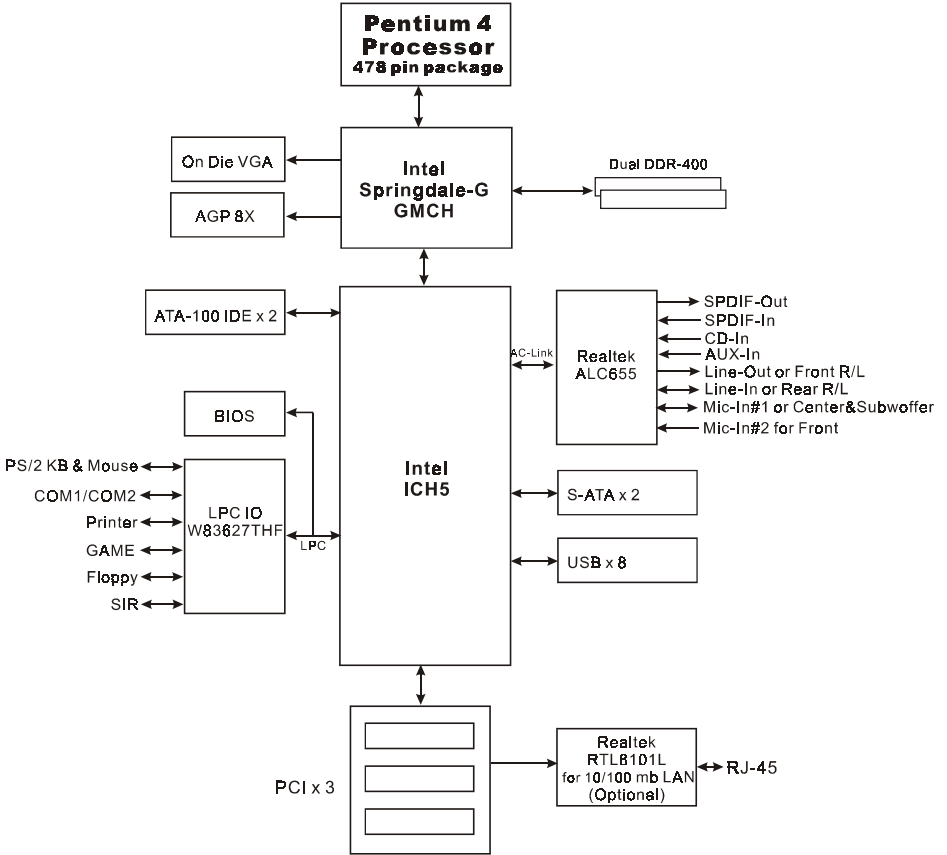 Pentium 4
Processor
478 pin package
On Die VGA
AGP 8X
Intel
Springdale-G
GMCH
Dual DDR-400
ATA-100 IDE x 2
BIOS
PS/2 KB & Mouse
COM1/COM2
Printer
GAME
Floppy
SIR
LPC IO
W83627THF
LPC
Intel
ICH5
AC-Link
Realtek
ALC655
SPDIF-Out
SPDIF-In
CD-In
AUX-In
Line-Out or Front R/L
Line-In or Rear R/L
Mic-In#1 or Center&Subwoffer
Mic-In#2 for Front
S-ATA x 2
USB x 8
PCI x 3
Realtek
RTL8101L
for 10/100 mb LAN
(Optional)
RJ-45